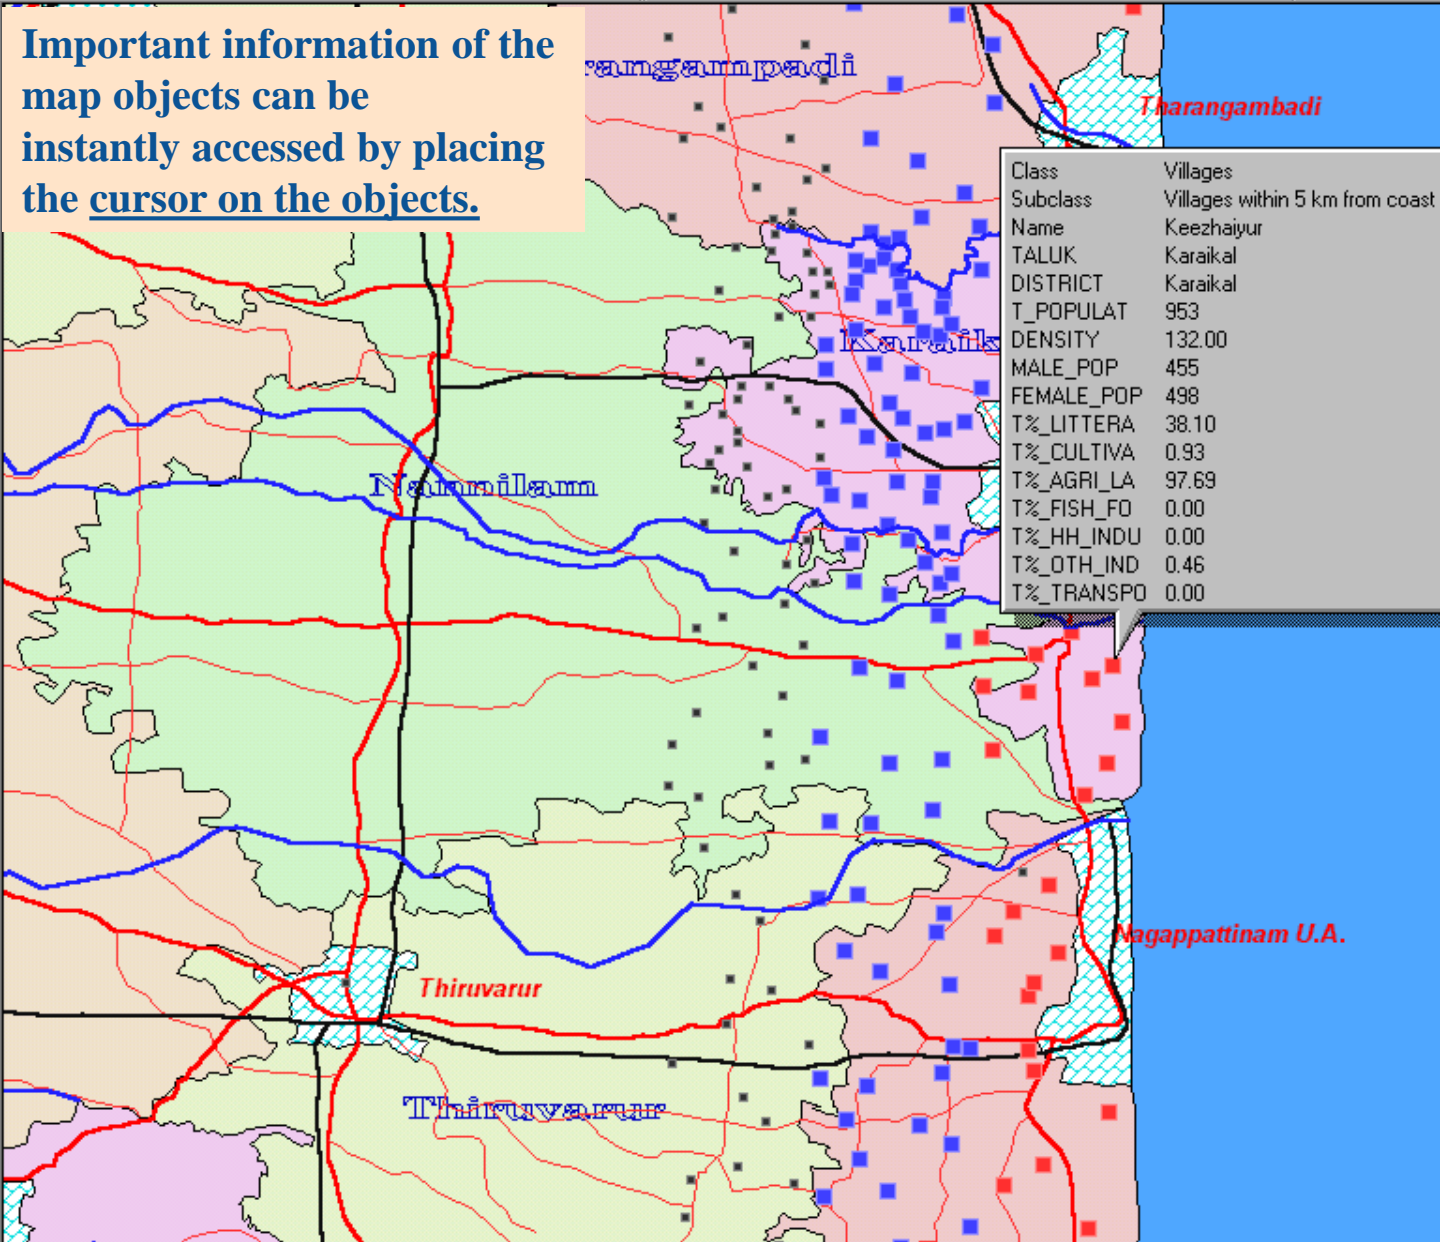 Important information of the
map objects can be
instantly accessed by placing
the cursor on the objects.
rangampadi
Tharangambadi
Class Villages
Subclass Villages within 5 km from coast
Name Keezhaiyur
TALUK Karaikal
DISTRICT Karaikal
T_POPULAT 953
DENSITY 132.00
MALE_POP 455
FEMALE_POP 498
T%_LITTERA 38.10
T%_CULTIVA 0.93
T%_AGRI_LA 97.69
T%_FISH_FO 0.00
T%_HH_INDU 0.00
T%_OTH_IND 0.46
T%_TRANSPO 0.00
Karaik
Nannilam
Nagappattinam U.A.
Thiruvarur
Thiruvarur